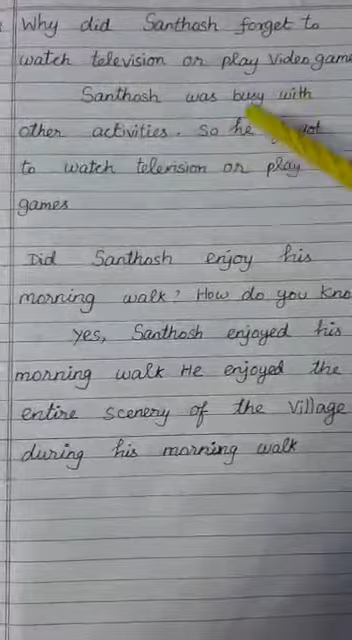 Why did Santhosh forget to
watch television or play Video game
Santhosh was busy with
other activities. So he
to watch television or play
games
Did Santhosh enjoy his
morning walk? How do you kno
yes, Santhosh enjoyed his
morning walk He enjoyed the
entire scenery of the Village
during his morning walk